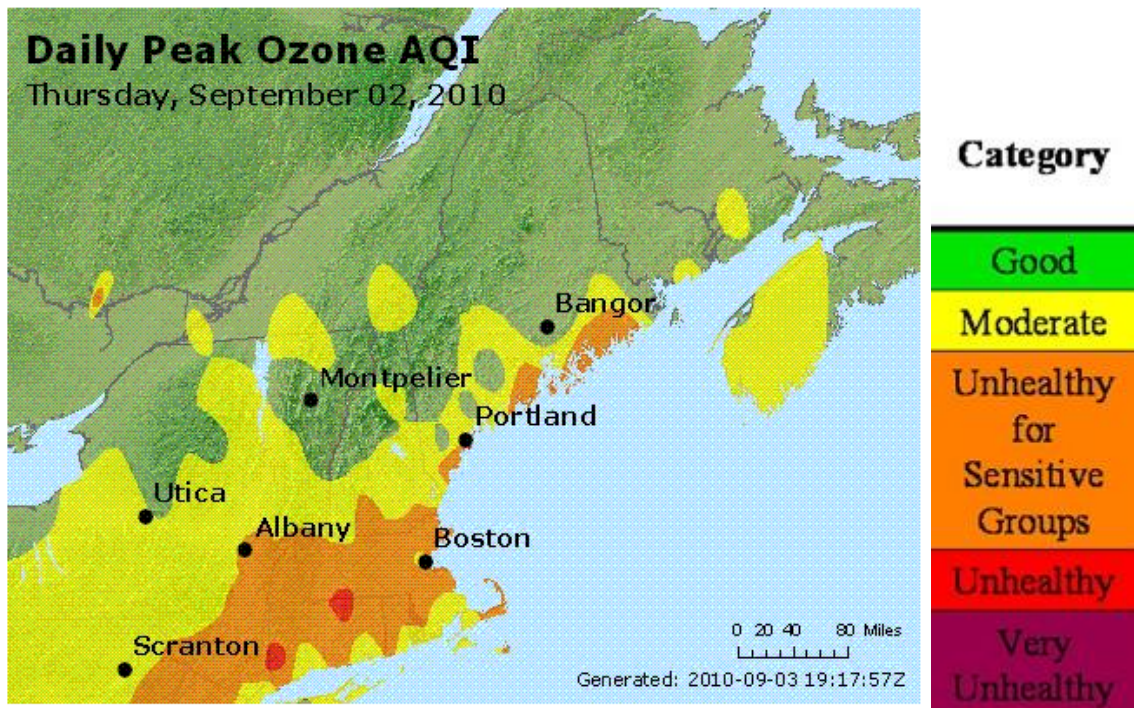 Daily Peak Ozone AQI
Thursday, September 02, 2010
Bangor
Montpelier
Portland
Utica
Albany
Boston
Scranton
0 20 40 80 Miles
Generated: 2010-09-03 19:17:57Z
Category
Good
Moderate
Unhealthy
for
Sensitive
Groups
Unhealthy
Very
Unhealthy